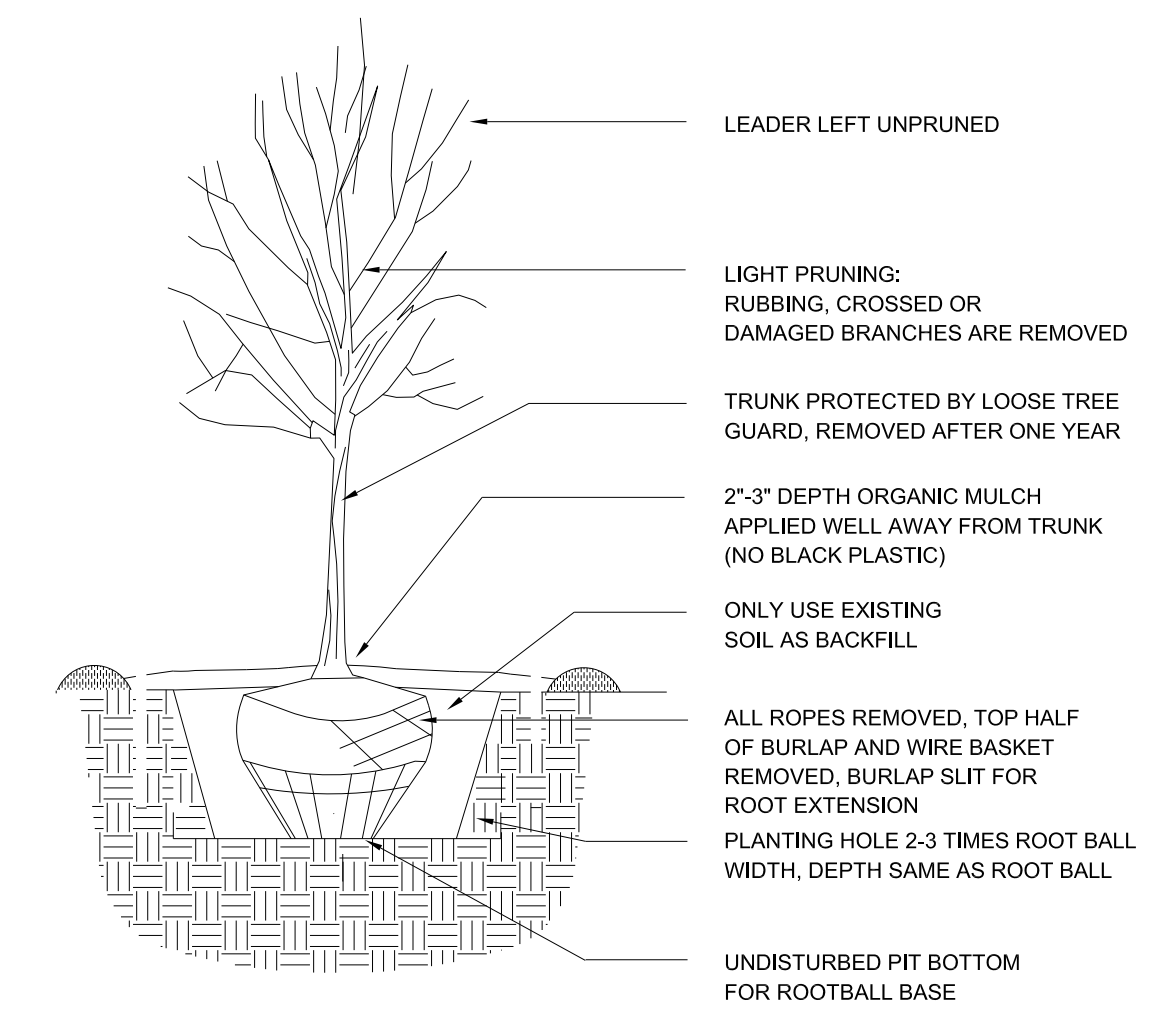 LEADER LEFT UNPRUNED
LIGHT PRUNING:
RUBBING, CROSSED OR
DAMAGED BRANCHES ARE REMOVED
TRUNK PROTECTED BY LOOSE TREE
GUARD, REMOVED AFTER ONE YEAR
2"-3" DEPTH ORGANIC MULCH
APPLIED WELL AWAY FROM TRUNK
(NO BLACK PLASTIC)
ONLY USE EXISTING
SOIL AS BACKFILL
ALL ROPES REMOVED, TOP HALF
OF BURLAP AND WIRE BASKET
REMOVED, BURLAP SLIT FOR
ROOT EXTENSION
PLANTING HOLE 2-3 TIMES ROOT BALL
WIDTH, DEPTH SAME AS ROOT BALL
UNDISTURBED PIT BOTTOM
FOR ROOTBALL BASE